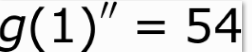 g(1)″ = 54